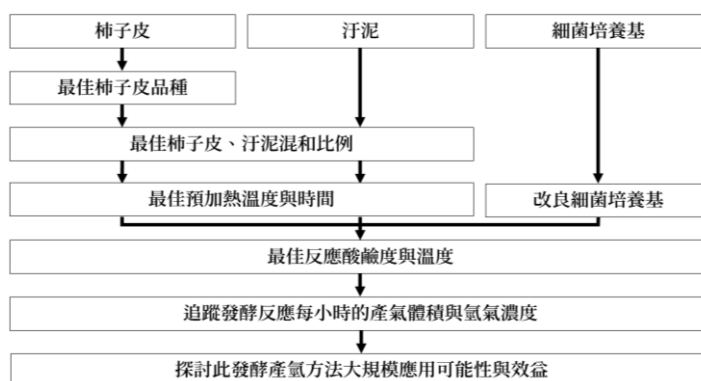 柿子皮
汙泥
細菌培養基
最佳柿子皮品種
最佳柿子皮、汙泥混和比例
最佳預加熱溫度與時間
改良細菌培養基
最佳反應酸鹼度與溫度
追蹤發酵反應每小時的產氣體積與氫氣濃度
探討此發酵產氫方法大規模應用可能性與效益